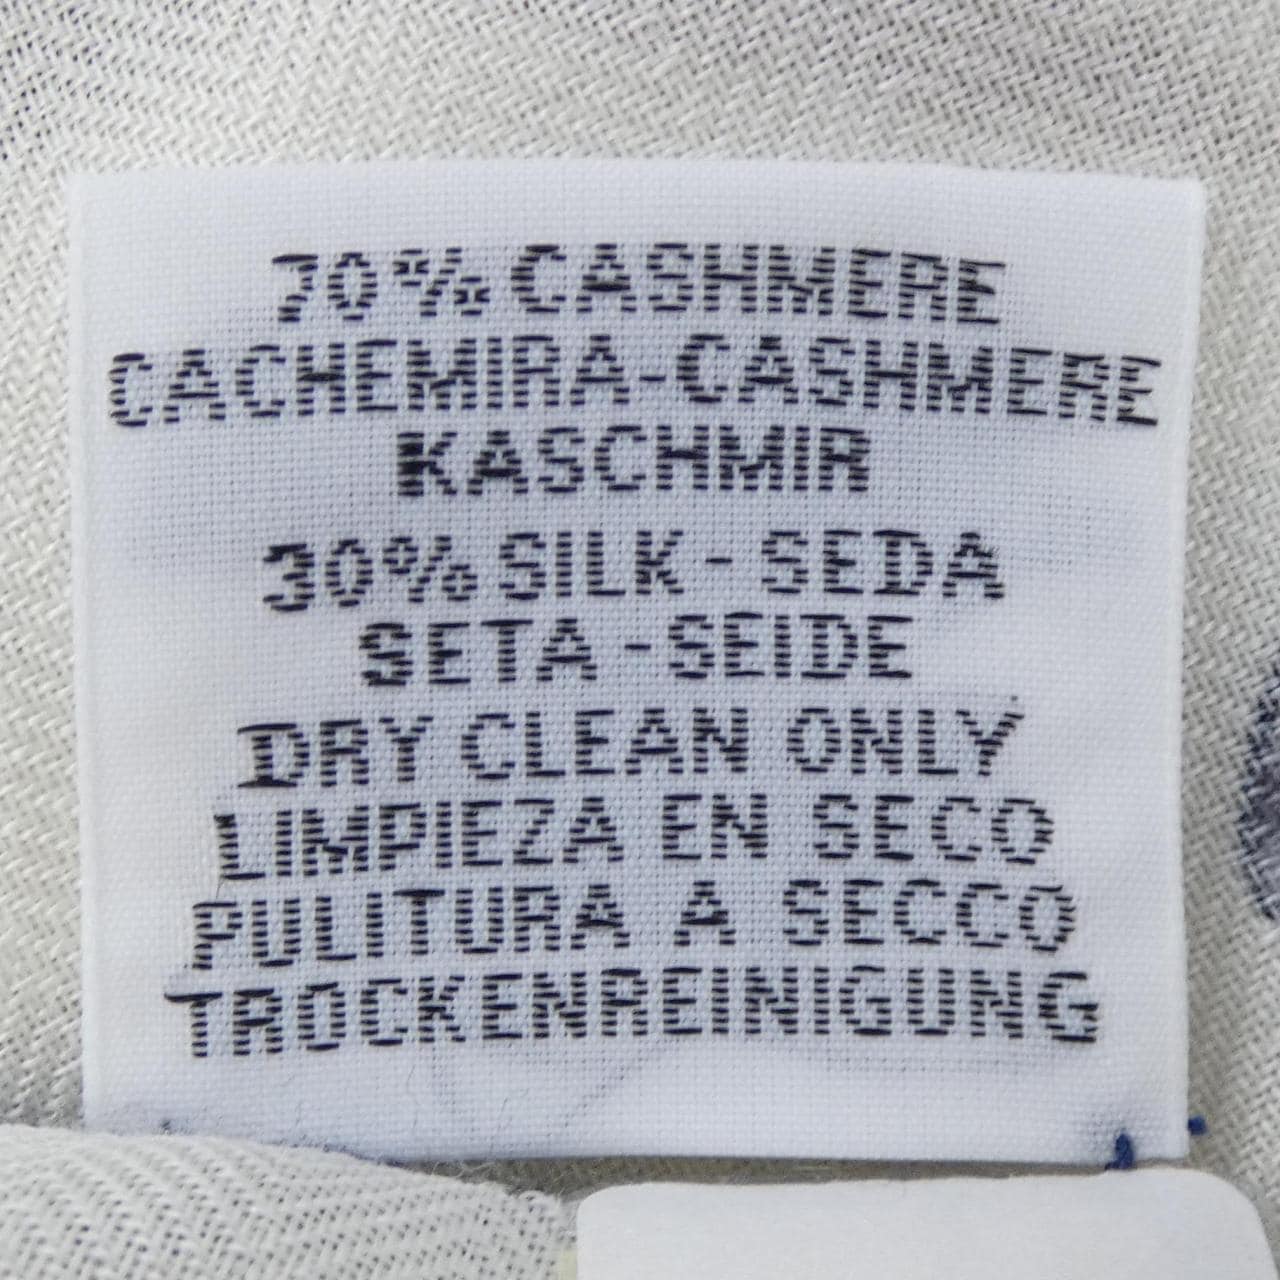 70% CASHMERE
CACHEMIRA-CASHMERE
KASCHMIR
30% SILK - SEDA
SETA - SEIDE
DRY CLEAN ONLY
LIMPIEZA EN SECO
PULITURA A SECCO
TROCKENREINIGUNG